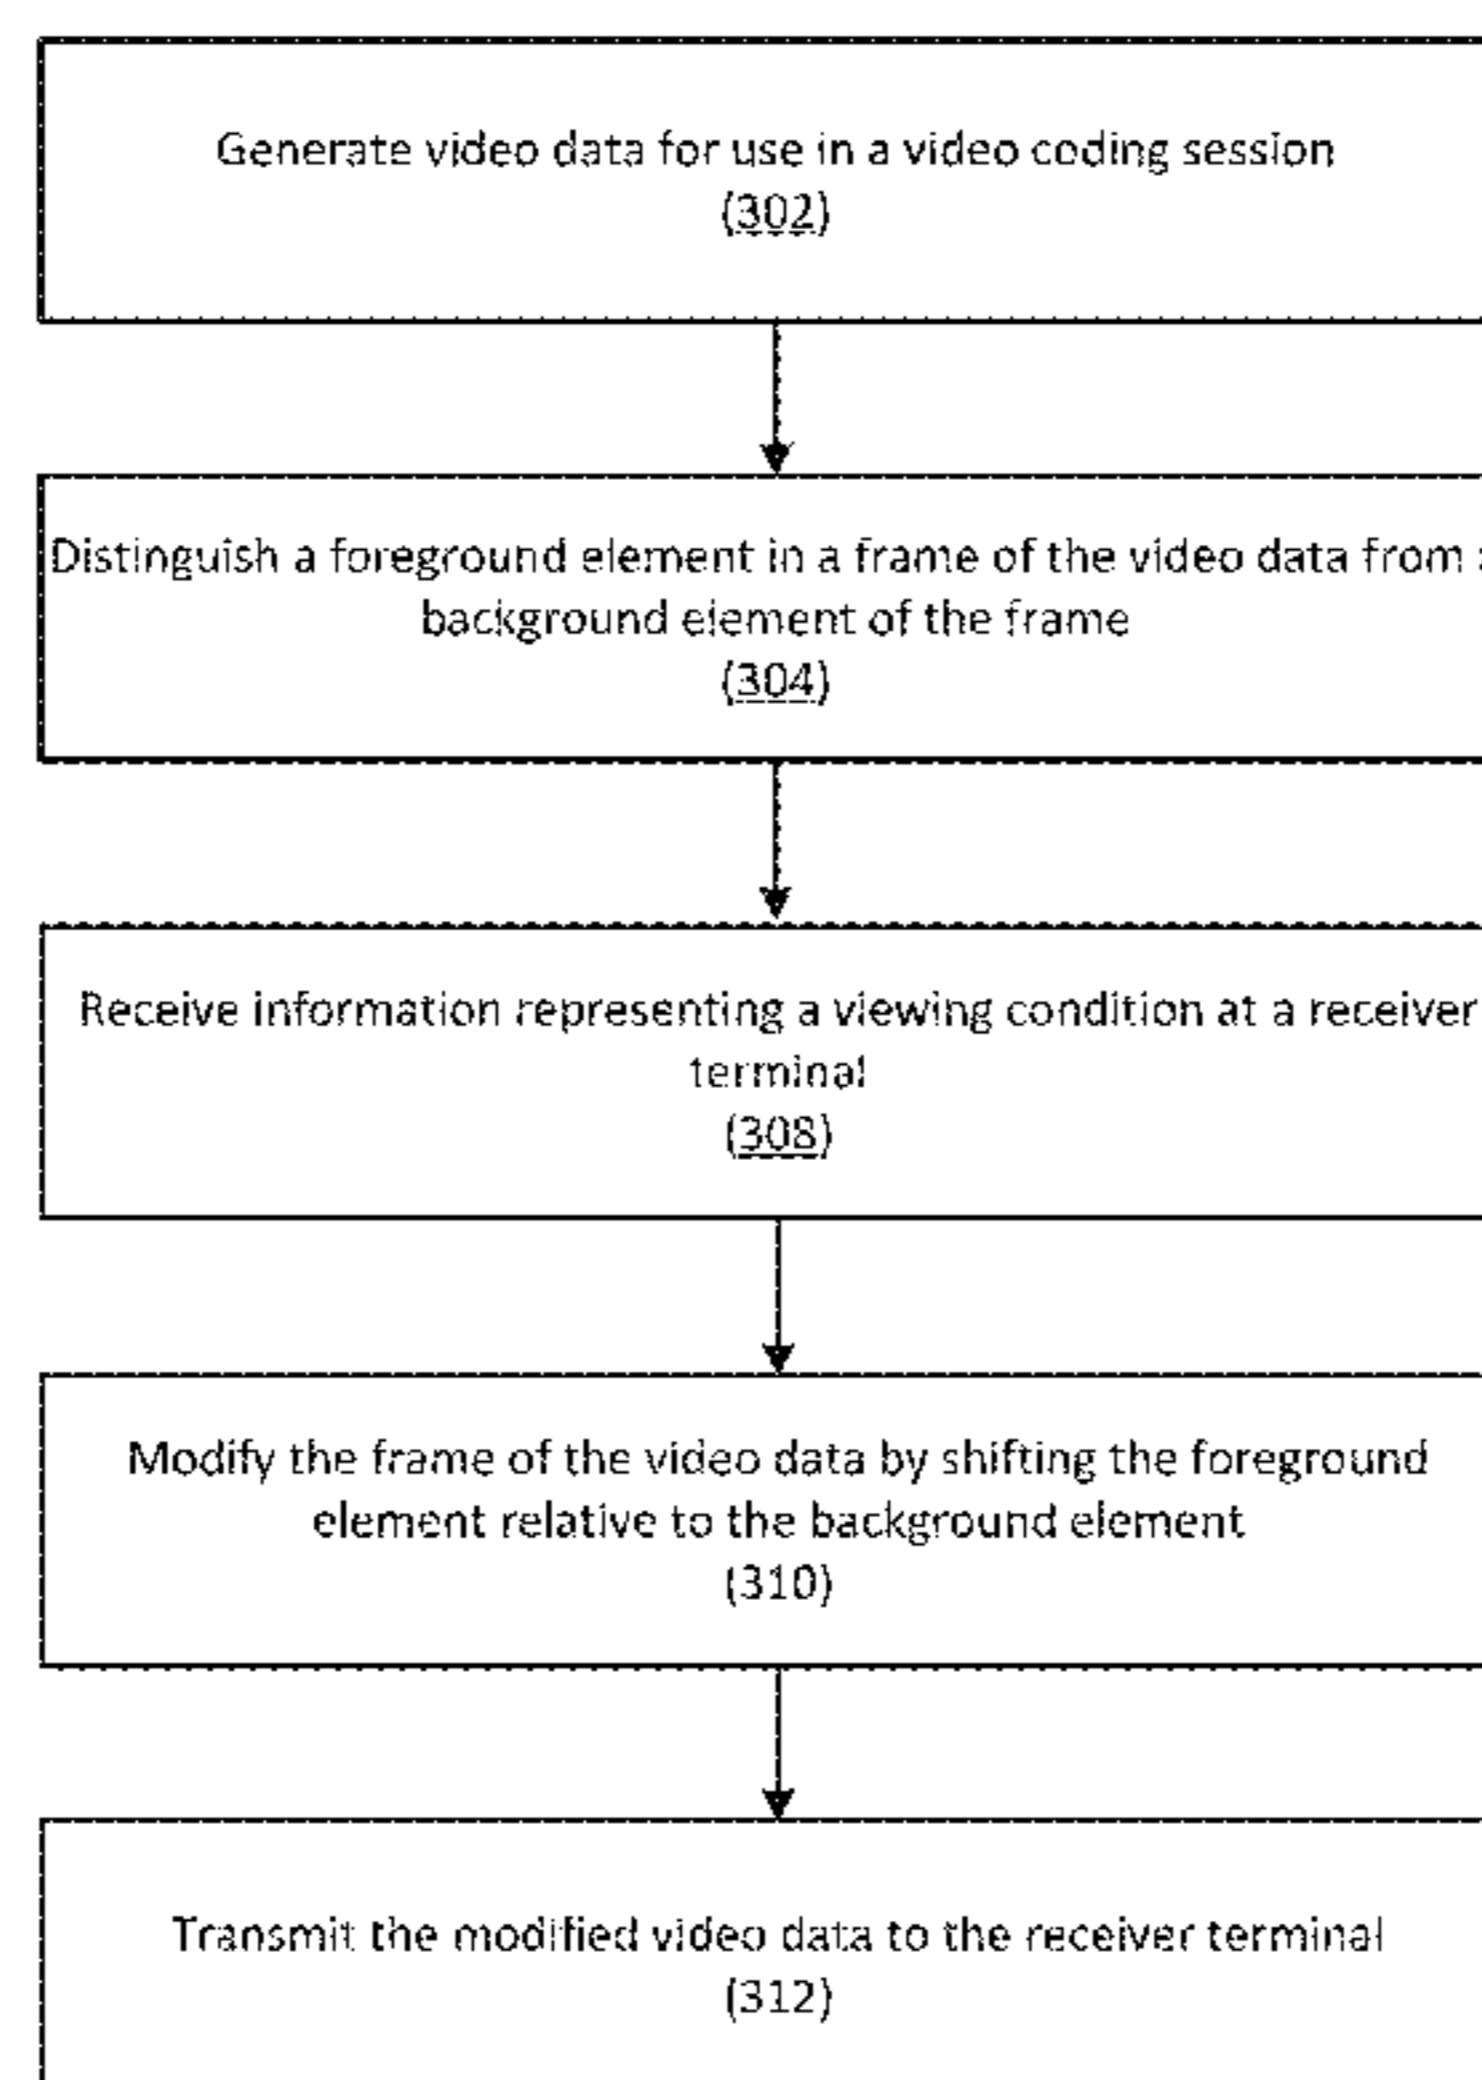 Generate video data for use in a video coding session
(302)
Distinguish a foreground element in a frame of the video data from
background element of the frame
(304)
Receive information representing a viewing condition at a receiver
terminal
(308)
Modify the frame of the video data by shifting the foreground
element relative to the background element
(310)
Transmit the modified video data to the receiver terminal
(312)